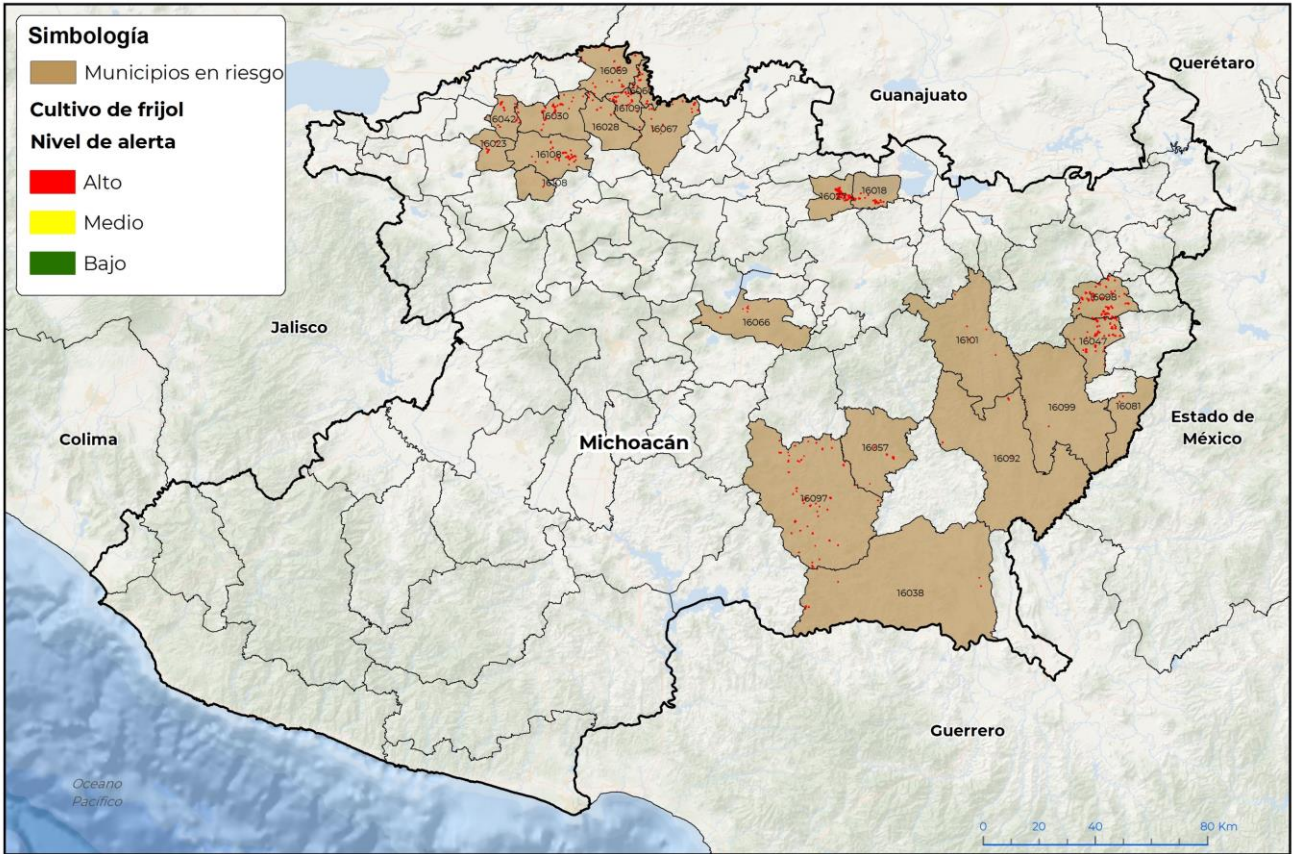 Simbología
Municipios en riesgo
Cultivo de frijol
Nivel de alerta
Alto
Medio
Bajo
Querétaro
Guanajuato
Jalisco
Colima
Michoacán
Estado de
México
Guerrero
Oceano
Pacifico
16069
16042
16030
16109
16028
16067
16023
16108
16018
16066
16098
16047
16101
16099
16081
16092
16057
16097
16038
0 20 40 80 Km